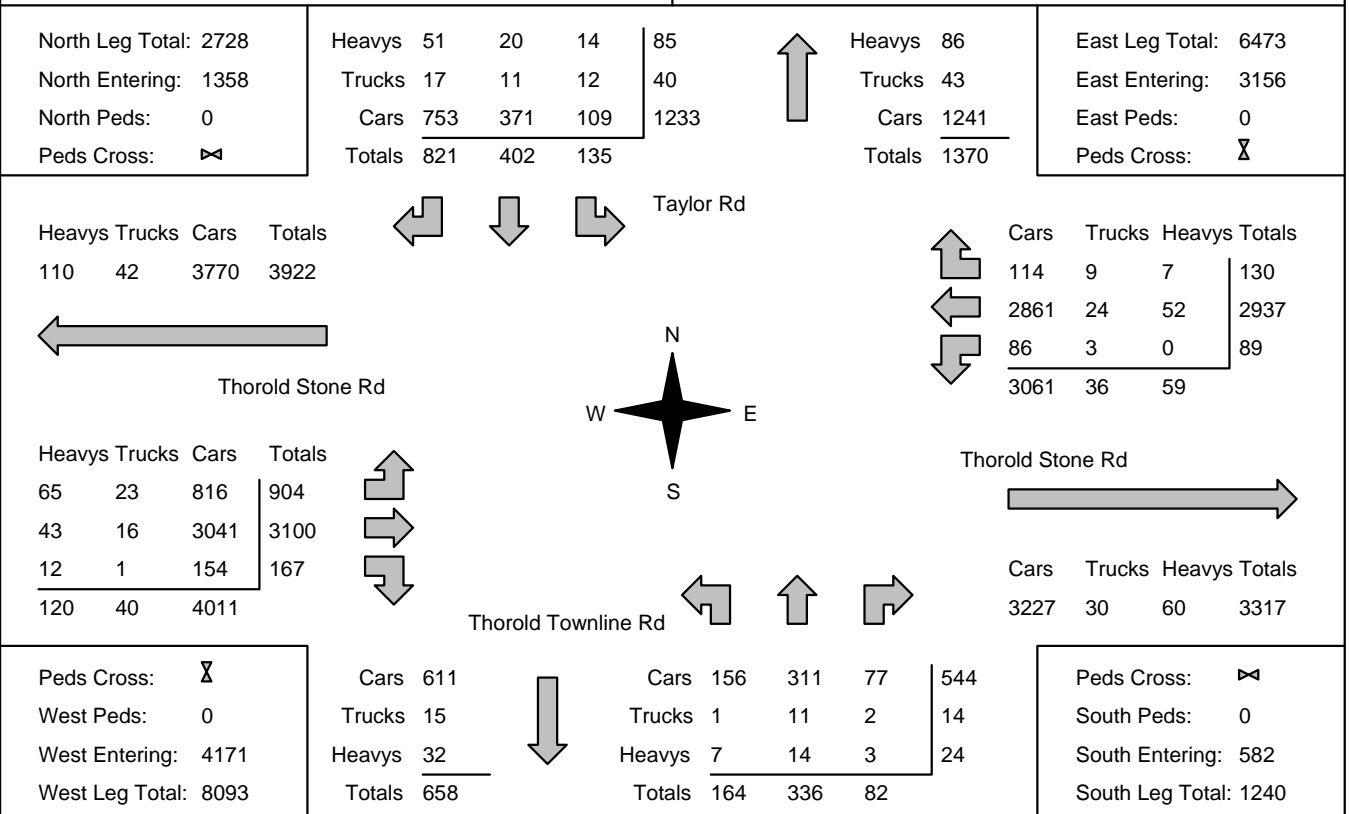 North Leg Total: 2728
North Entering: 1358
North Peds: 0
Peds Cross:
Heavys 51 20 14 85
Trucks 17 11 12 40
Cars 753 371 109 1233
Totals 821 402 135
Heavys 86
Trucks 43
Cars 1241
Totals 1370
East Leg Total: 6473
East Entering: 3156
East Peds: 0
Peds Cross:
Taylor Rd
Heavys Trucks Cars Totals
110 42 3770 3922
Cars Trucks Heavys Totals
114 9 7 130
2861 24 52 2937
86 3 0 89
3061 36 59
Thorold Stone Rd
N
W E
S
Heavys Trucks Cars Totals
65 23 816 904
43 16 3041 3100
12 1 154 167
120 40 4011
Thorold Stone Rd
Cars Trucks Heavys Totals
3227 30 60 3317
Thorold Townline Rd
Peds Cross:
West Peds: 0
West Entering: 4171
West Leg Total: 8093
Cars 611
Trucks 15
Heavys 32
Totals 658
Cars 156 311 77 544
Trucks 1 11 2 14
Heavys 7 14 3 24
Totals 164 336 82
Peds Cross:
South Peds: 0
South Entering: 582
South Leg Total: 1240